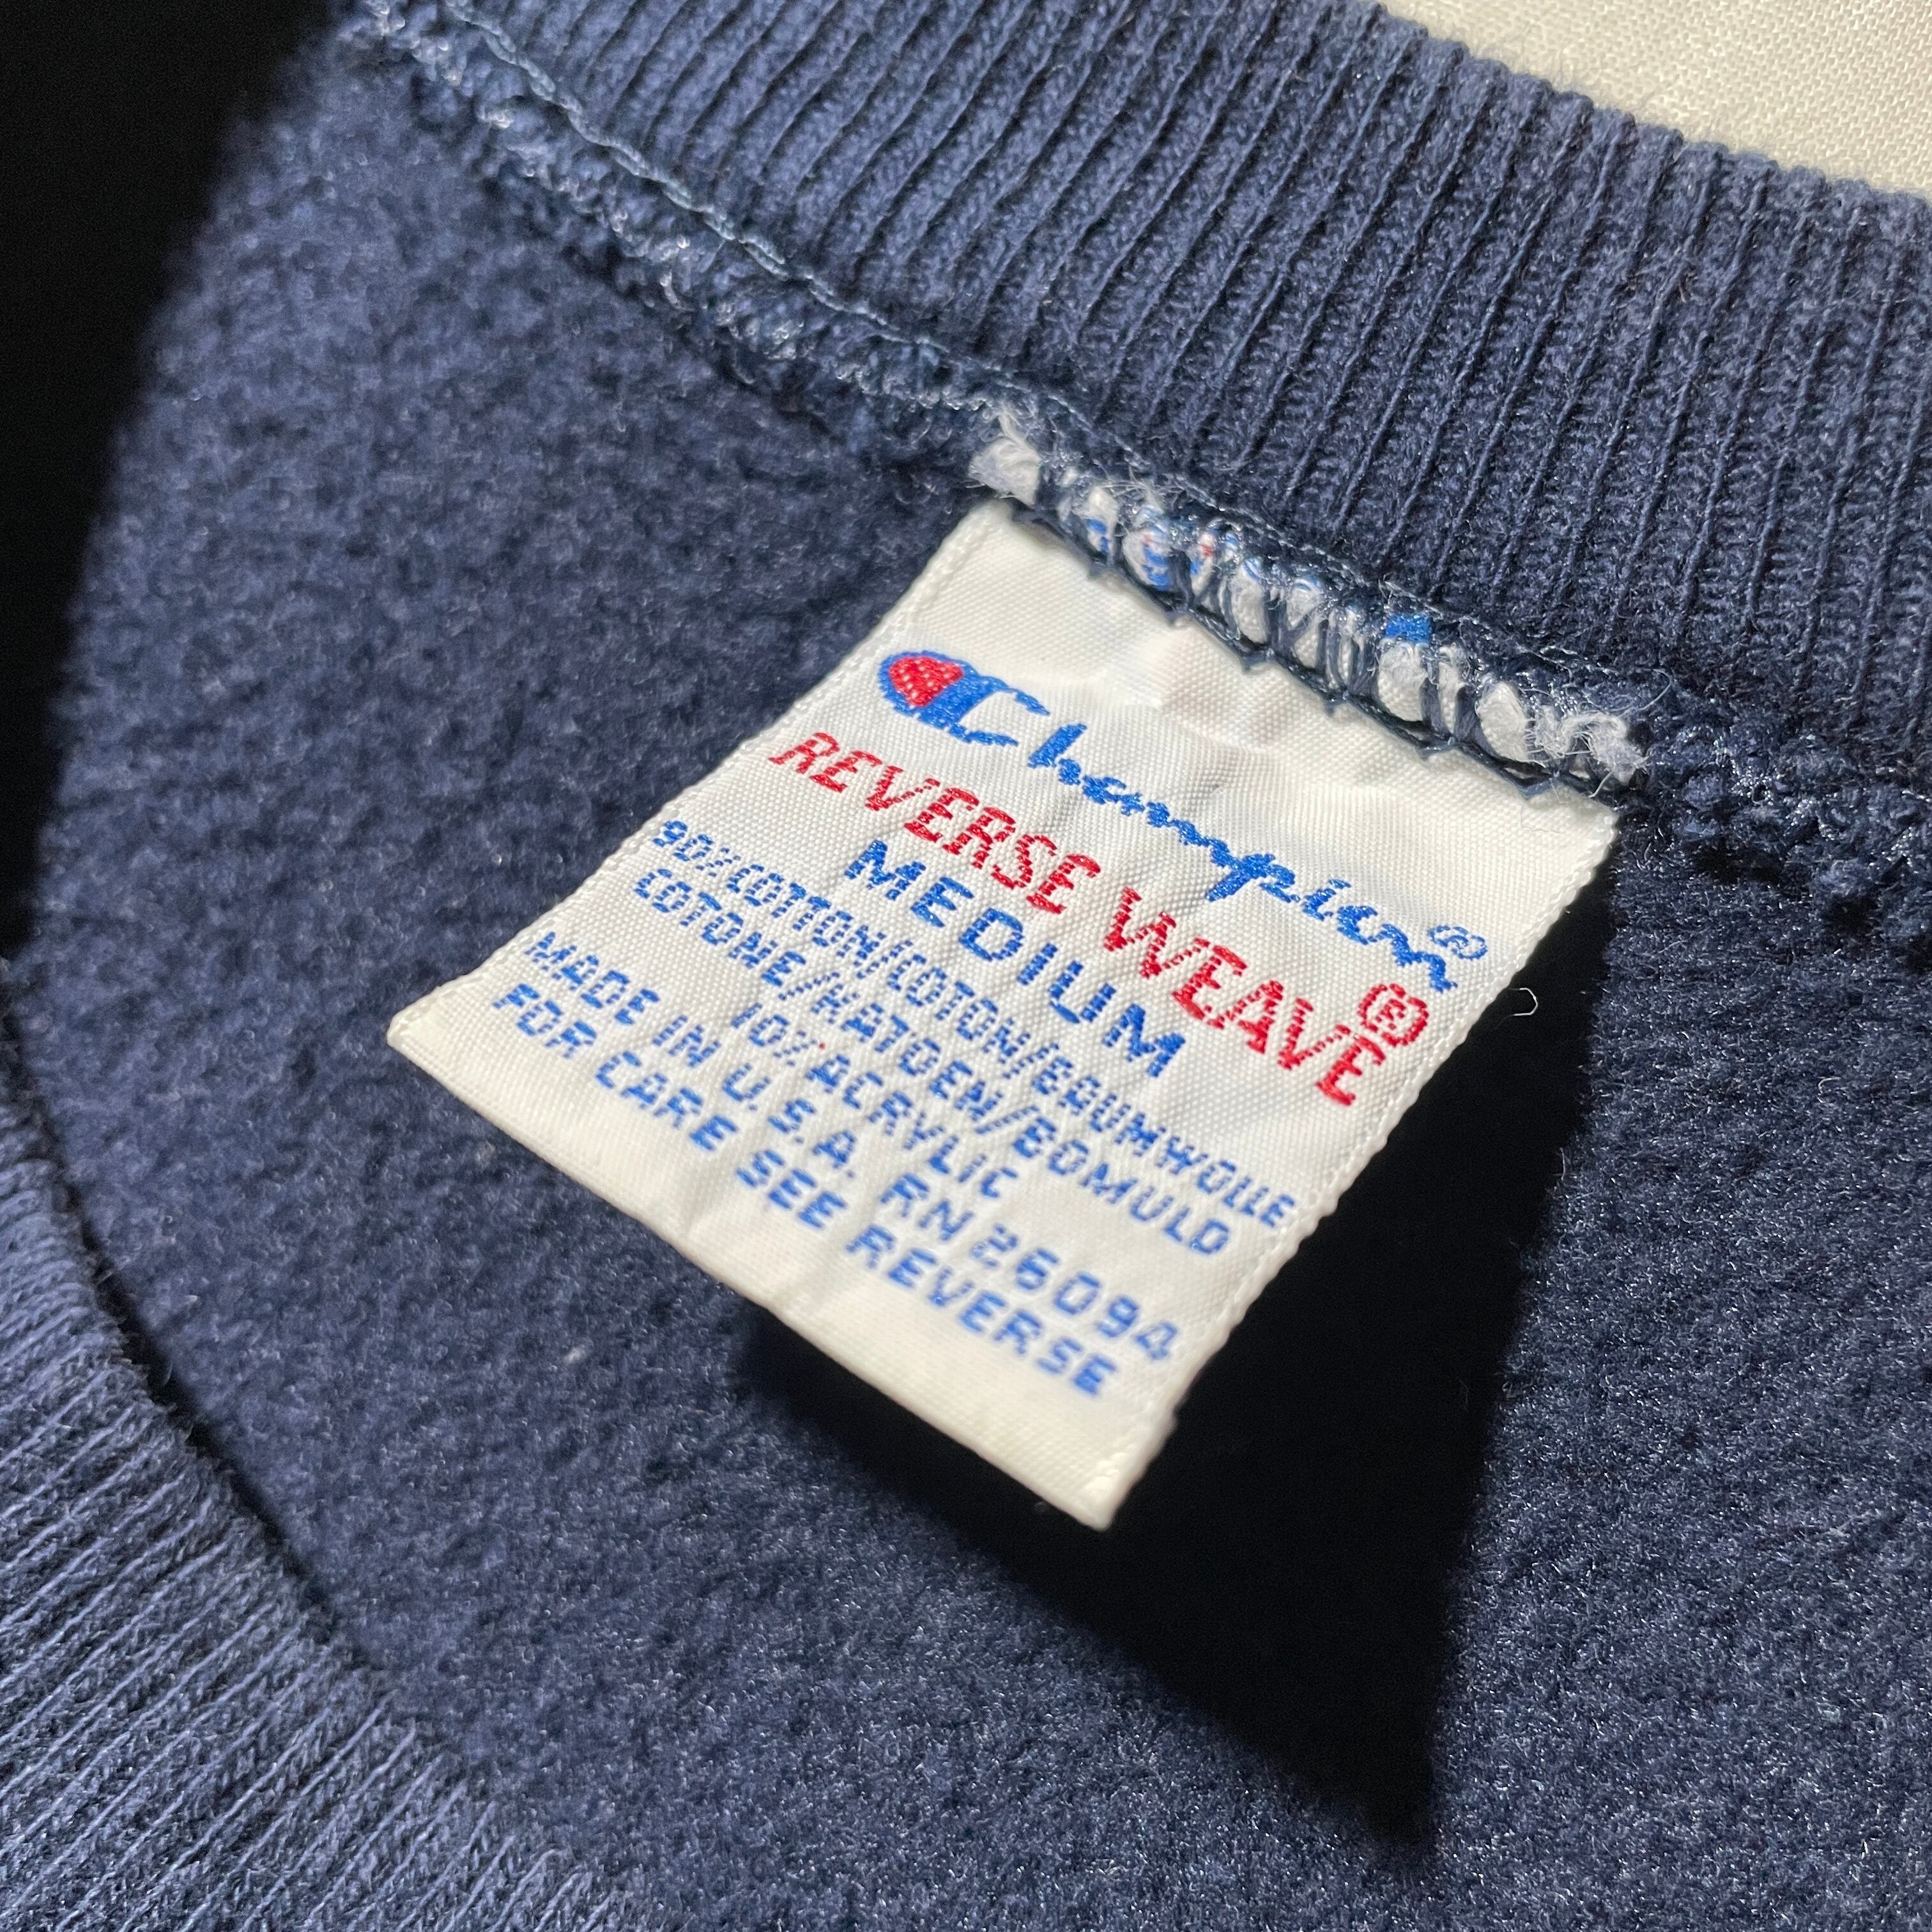 Champion®
REVERSE WEAVE®
MEDIUM
90% COTTON/COTON/BAUMWOLLE
COTONE/KATOEN/BOMULD
10% ACRYLIC
MADE IN U.S.A. RN 26094
FOR CARE SEE REVERSE